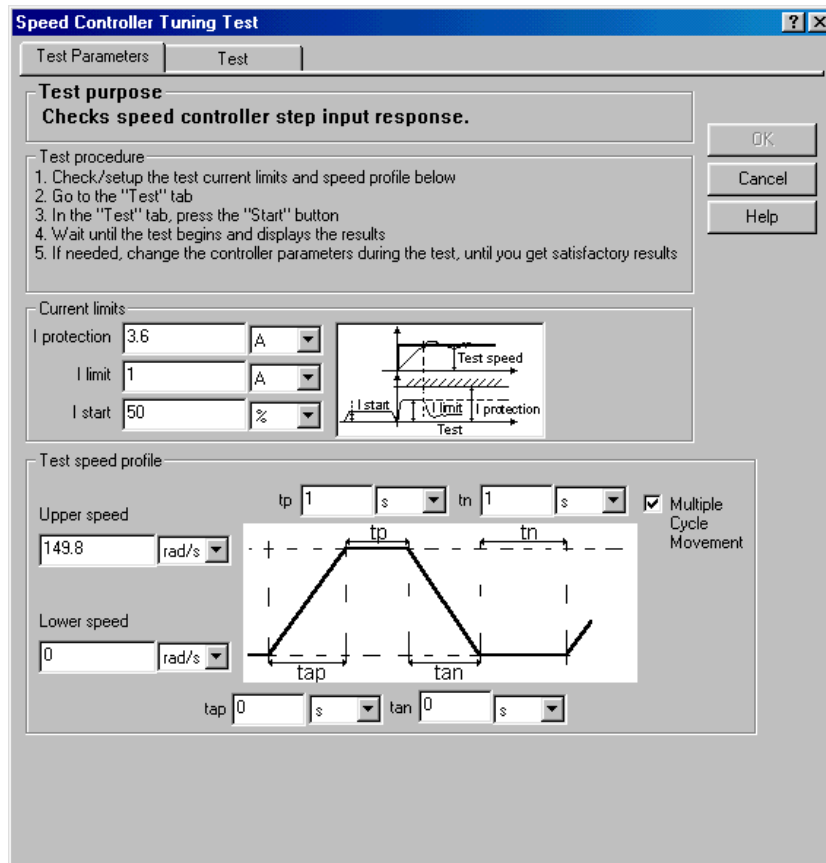 Speed Controller Tuning Test
Test Parameters
Test
Test purpose
Checks speed controller step input response.
OK
Cancel
Help
Test procedure
1. Check/setup the test current limits and speed profile below
2. Go to the "Test" tab
3. In the "Test" tab, press the "Start" button
4. Wait until the test begins and displays the results
5. If needed, change the controller parameters during the test, until you get satisfactory results
Current limits
I protection 3.6 A
I limit 1 A
I start 50 %
Test speed
I start I limit I protection
Test
Test speed profile
tp 1 s tn 1 s
Multiple
Cycle
Movement
Upper speed
149.8 rad/s
Lower speed
0 rad/s
tp tn
tap tan
tap 0 s tan 0 s